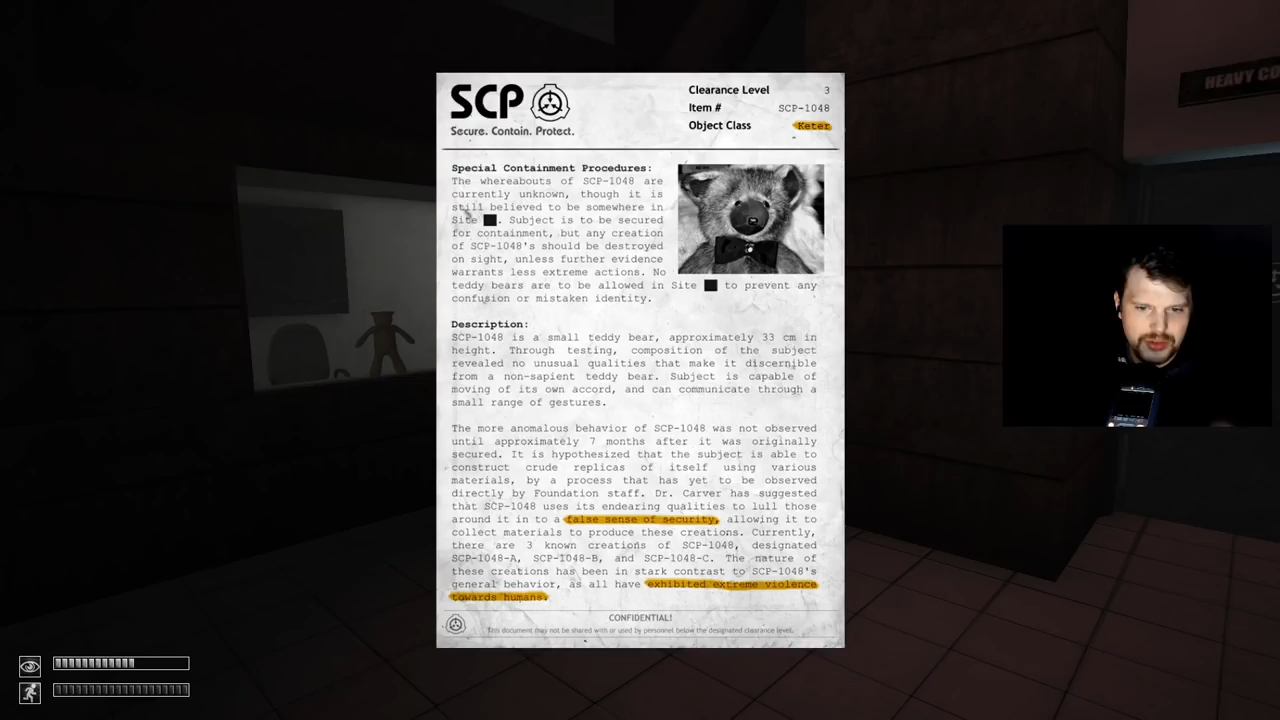 SCP
Secure. Contain. Protect.
Clearance Level 3
Item # SCP-1048
Object Class Keter
Special Containment Procedures:
The whereabouts of SCP-1048 are
currently unknown, though it is
still believed to be somewhere in
Site ■. Subject is to be secured
for containment, but any creation
of SCP-1048's should be destroyed
on sight, unless further evidence
warrants less extreme actions. No
teddy bears are to be allowed in Site ■ to prevent any
confusion or mistaken identity.
Description:
SCP-1048 is a small teddy bear, approximately 33 cm in
height. Through testing, composition of the subject
revealed no unusual qualities that make it discernible
from a non-sapient teddy bear. Subject is capable of
moving of its own accord, and can communicate through a
small range of gestures.
The more anomalous behavior of SCP-1048 was not observed
until approximately 7 months after it was originally
secured. It is hypothesized that the subject is able to
construct crude replicas of itself using various
materials, by a process that has yet to be observed
directly by Foundation staff. Dr. Carver has suggested
that SCP-1048 uses its endearing qualities to lull those
around it in to a false sense of security, allowing it to
collect materials to produce these creations. Currently,
there are 3 known creations of SCP-1048, designated
SCP-1048-A, SCP-1048-B, and SCP-1048-C. The nature of
these creations has been in stark contrast to SCP-1048's
general behavior, as all have exhibited extreme violence
towards humans.
CONFIDENTIAL!
This document may not be shared with or used by personnel below the designated clearance level.
HEAVY CO